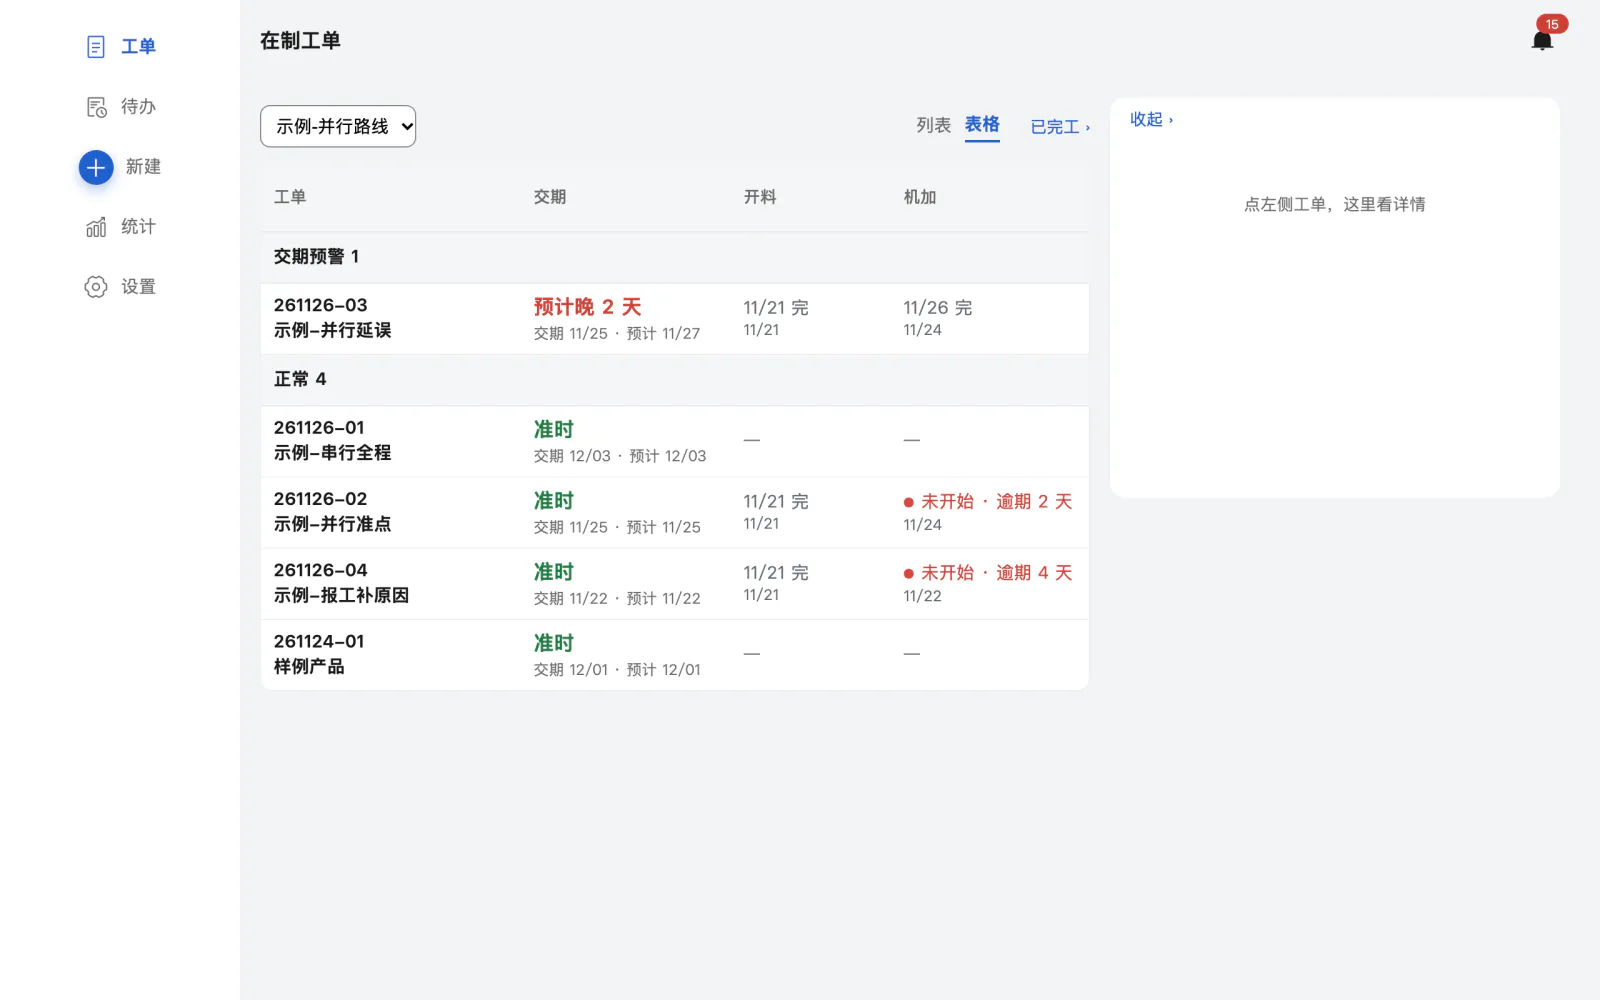 工单
待办
新建
统计
设置
在制工单
15
示例-并行路线
列表 表格 已完工 ›
收起 ›
点左侧工单，这里看详情
工单 交期 开料 机加
交期预警 1
261126-03
示例-并行延误
预计晚 2 天
交期 11/25 · 预计 11/27
11/21 完
11/21
11/26 完
11/24
正常 4
261126-01
示例-串行全程
准时
交期 12/03 · 预计 12/03
—
—
261126-02
示例-并行准点
准时
交期 11/25 · 预计 11/25
11/21 完
11/21
未开始 · 逾期 2 天
11/24
261126-04
示例-报工补原因
准时
交期 11/22 · 预计 11/22
11/21 完
11/21
未开始 · 逾期 4 天
11/22
261124-01
样例产品
准时
交期 12/01 · 预计 12/01
—
—